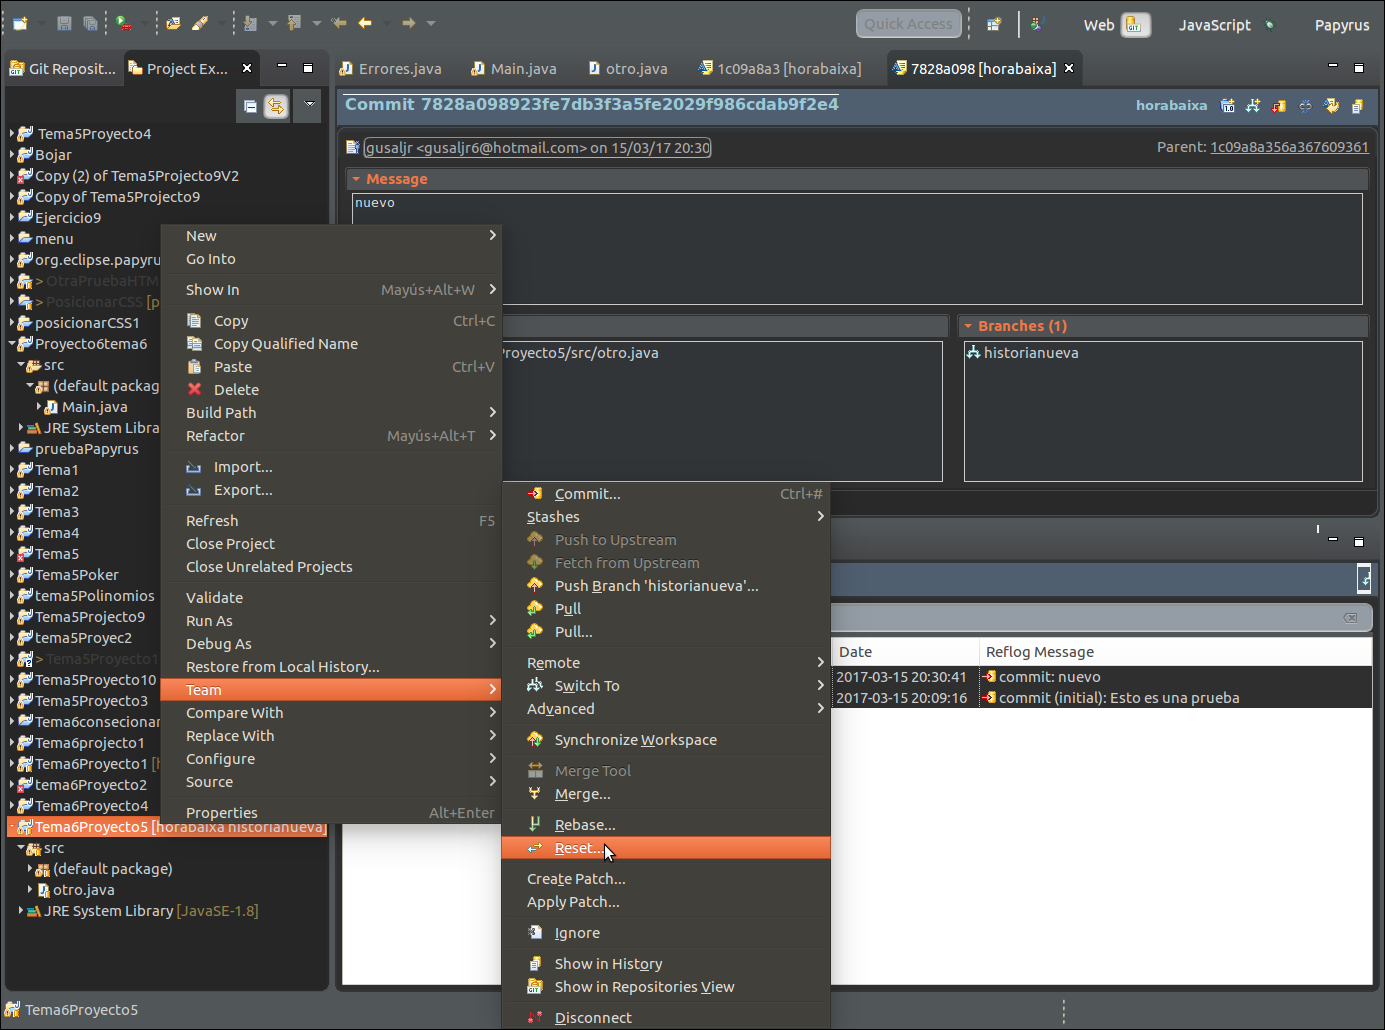 Quick Access
Web
JavaScript
Papyrus
Git Reposit...
Project Ex...
Errores.java
Main.java
otro.java
1c09a8a3 [horabaixa]
7828a098 [horabaixa]
Commit 7828a098923fe7db3f3a5fe2029f986cdab9f2e4
horabaixa
gusaljr <gusaljr6@hotmail.com> on 15/03/17 20:30
Parent: 1c09a8a356a367609361
Message
nuevo
Branches (1)
royecto5/src/otro.java
historianueva
Tema5Proyecto4
Bojar
Copy (2) of Tema5Projecto9V2
Copy of Tema5Projecto9
Ejercicio9
menu
org.eclipse.papyru
> OtraPruebaHTM
> PosicionarCSS [p
posicionarCSS1
Proyecto6tema6
src
(default packag
Main.java
JRE System Libra
pruebaPapyrus
Tema1
Tema2
Tema3
Tema4
Tema5
Tema5Poker
tema5Polinomios
Tema5Projecto9
tema5Proyec2
> Tema5Proyecto1
Tema5Proyecto10
Tema5Proyecto3
Tema6consecionar
Tema6projecto1
Tema6Proyecto1 [h
tema6Proyecto2
Tema6Proyecto4
Tema6Proyecto5 [horabaixa historianueva]
src
(default package)
otro.java
JRE System Library [JavaSE-1.8]
New
Go Into
Show In Mayús+Alt+W
Copy Ctrl+C
Copy Qualified Name
Paste Ctrl+V
Delete
Build Path
Refactor Mayús+Alt+T
Import...
Export...
Refresh F5
Close Project
Close Unrelated Projects
Validate
Run As
Debug As
Restore from Local History...
Team
Compare With
Replace With
Configure
Source
Properties Alt+Enter
Commit... Ctrl+#
Stashes
Push to Upstream
Fetch from Upstream
Push Branch 'historianueva'...
Pull
Pull...
Remote
Switch To
Advanced
Synchronize Workspace
Merge Tool
Merge...
Rebase...
Reset...
Create Patch...
Apply Patch...
Ignore
Show in History
Show in Repositories View
Disconnect
Date Reflog Message
2017-03-15 20:30:41 commit: nuevo
2017-03-15 20:09:16 commit (initial): Esto es una prueba
Tema6Proyecto5